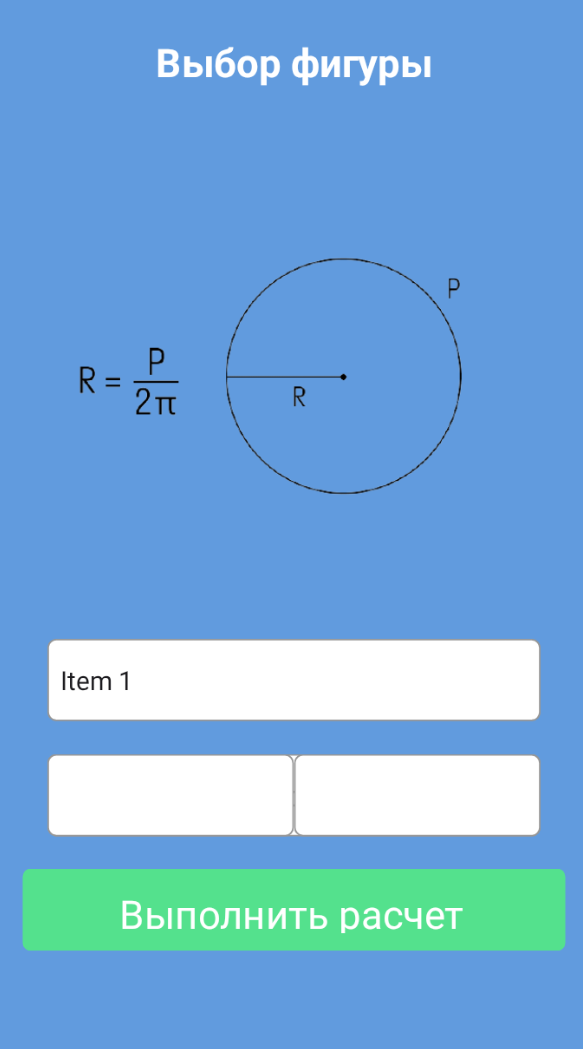 Выбор фигуры
P
R = P/2π
R
Item 1
Выполнить расчет